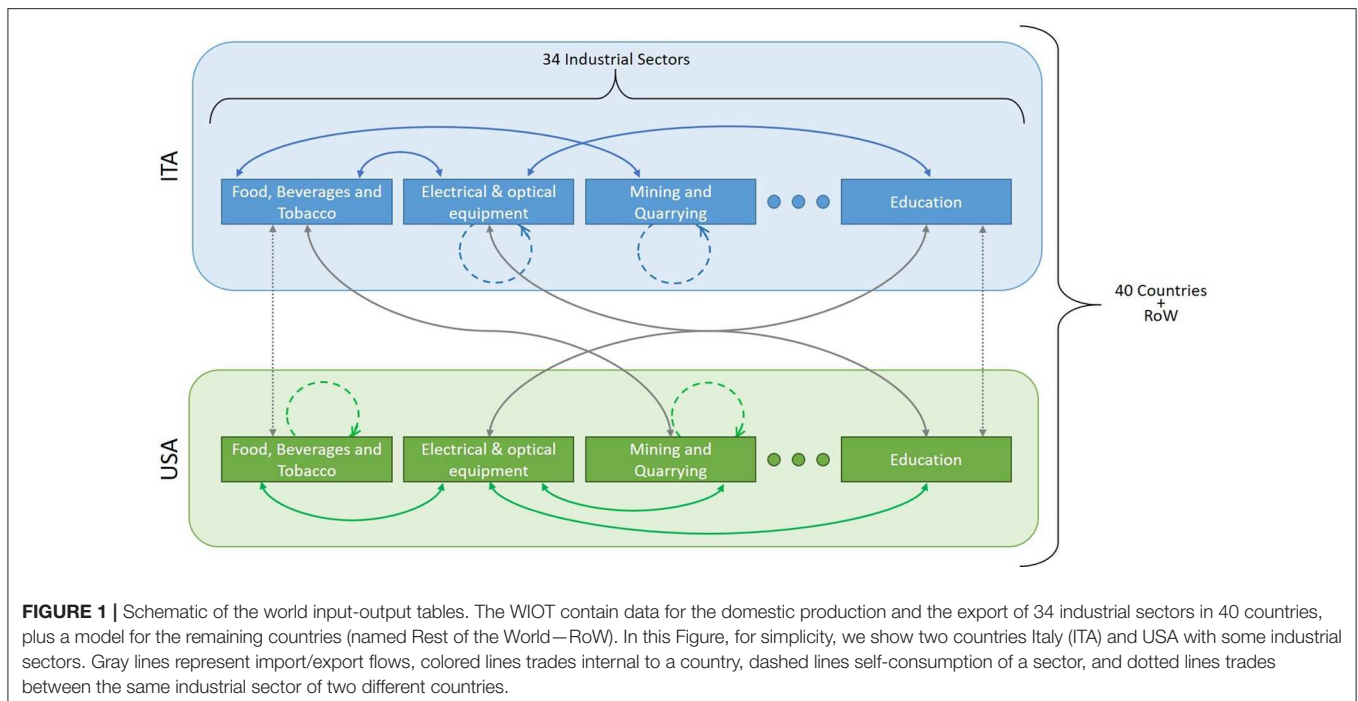 34 Industrial Sectors
ITA
Food, Beverages and
Tobacco
Electrical & optical
equipment
Mining and
Quarrying
Education
40 Countries
+
RoW
USA
Food, Beverages and
Tobacco
Electrical & optical
equipment
Mining and
Quarrying
Education
FIGURE 1 | Schematic of the world input-output tables. The WIOT contain data for the domestic production and the export of 34 industrial sectors in 40 countries,
plus a model for the remaining countries (named Rest of the World—RoW). In this Figure, for simplicity, we show two countries Italy (ITA) and USA with some industrial
sectors. Gray lines represent import/export flows, colored lines trades internal to a country, dashed lines self-consumption of a sector, and dotted lines trades
between the same industrial sector of two different countries.